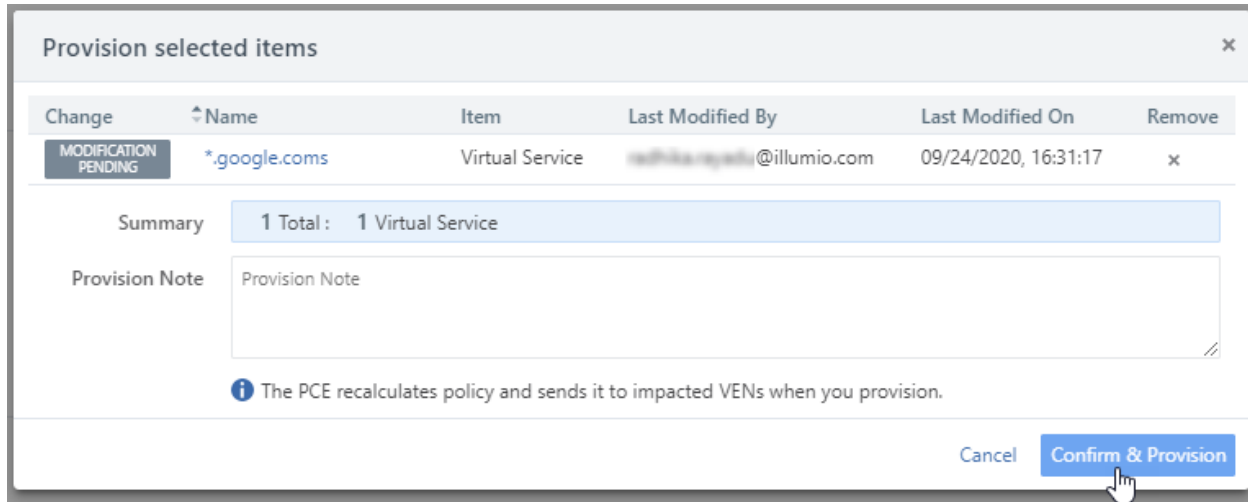 Provision selected items
Change Name Item Last Modified By Last Modified On Remove
MODIFICATION PENDING *.google.coms Virtual Service @illumio.com 09/24/2020, 16:31:17
Summary 1 Total : 1 Virtual Service
Provision Note Provision Note
The PCE recalculates policy and sends it to impacted VENs when you provision.
Cancel Confirm & Provision